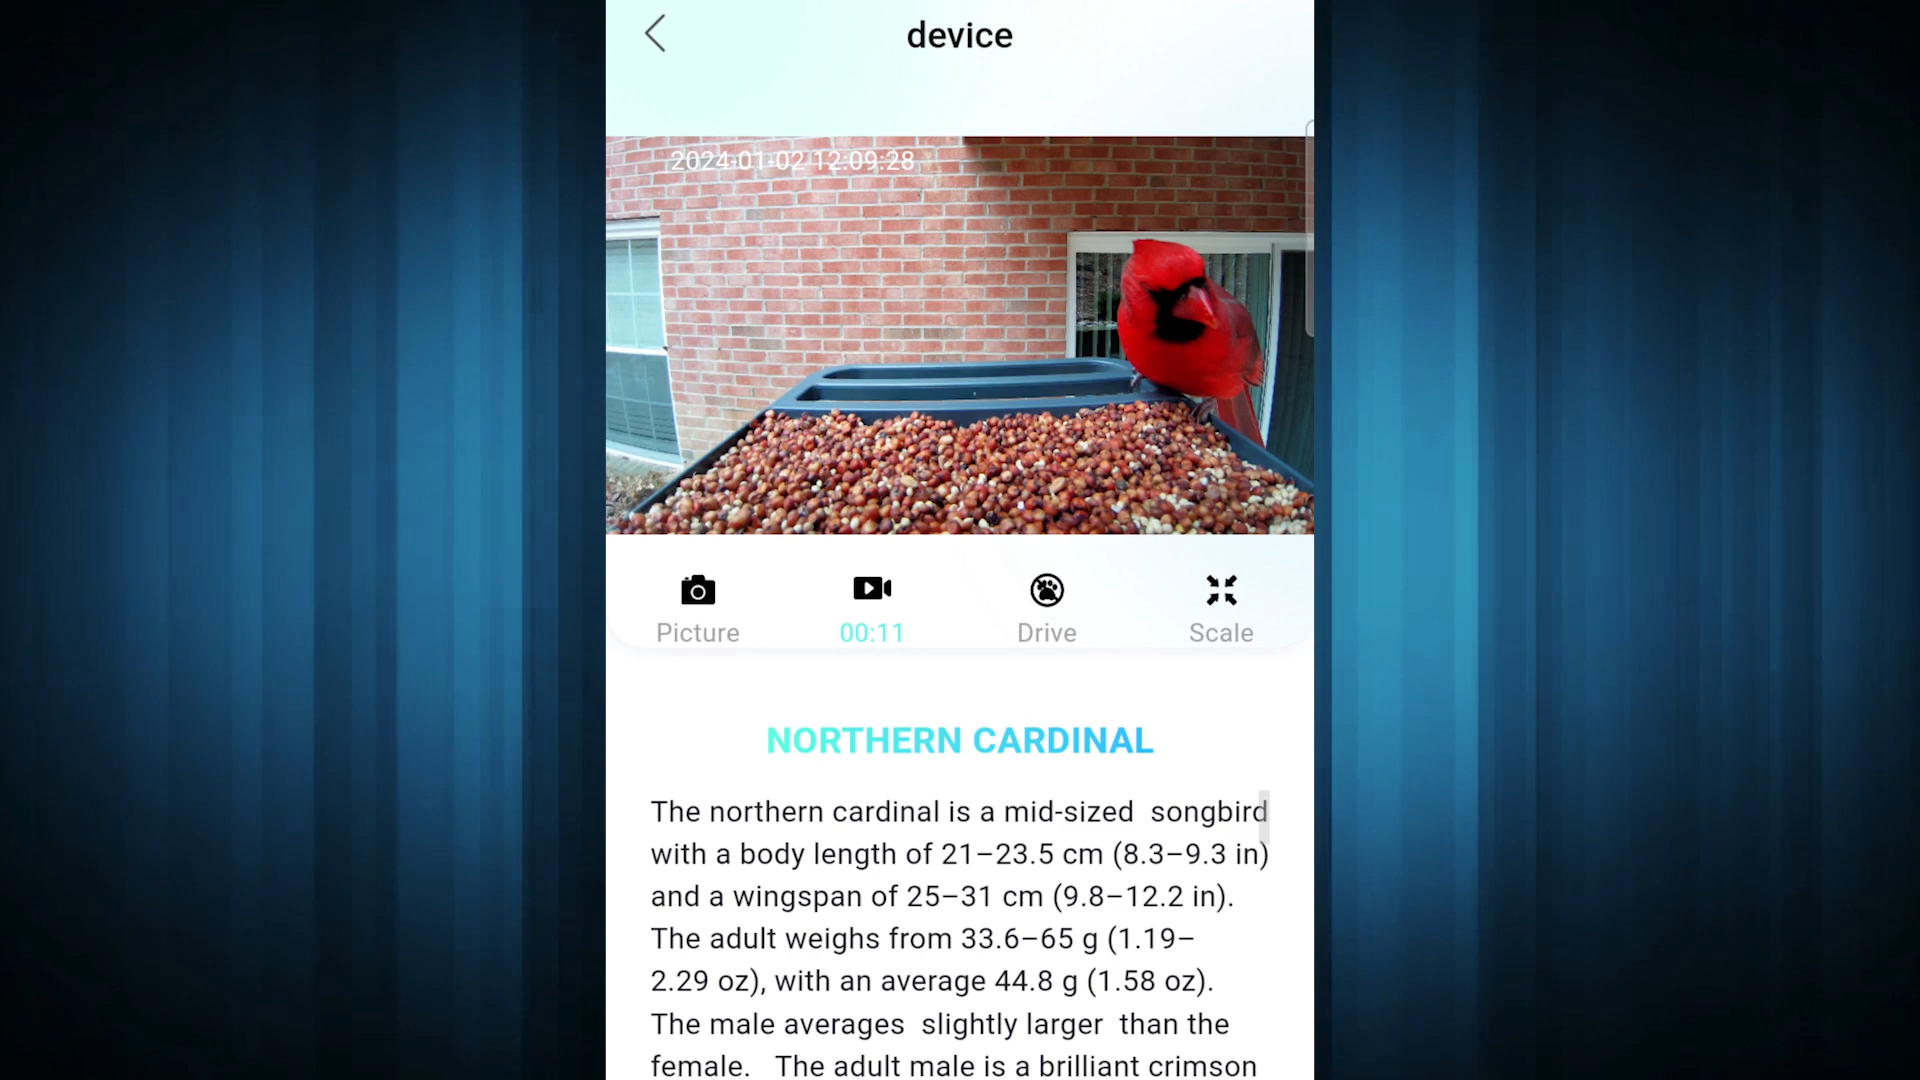 device
2024-01-02 12:09:28
Picture
00:11
Drive
Scale
NORTHERN CARDINAL
The northern cardinal is a mid-sized songbird
with a body length of 21–23.5 cm (8.3–9.3 in)
and a wingspan of 25–31 cm (9.8–12.2 in).
The adult weighs from 33.6–65 g (1.19–
2.29 oz), with an average 44.8 g (1.58 oz).
The male averages slightly larger than the
female. The adult male is a brilliant crimson